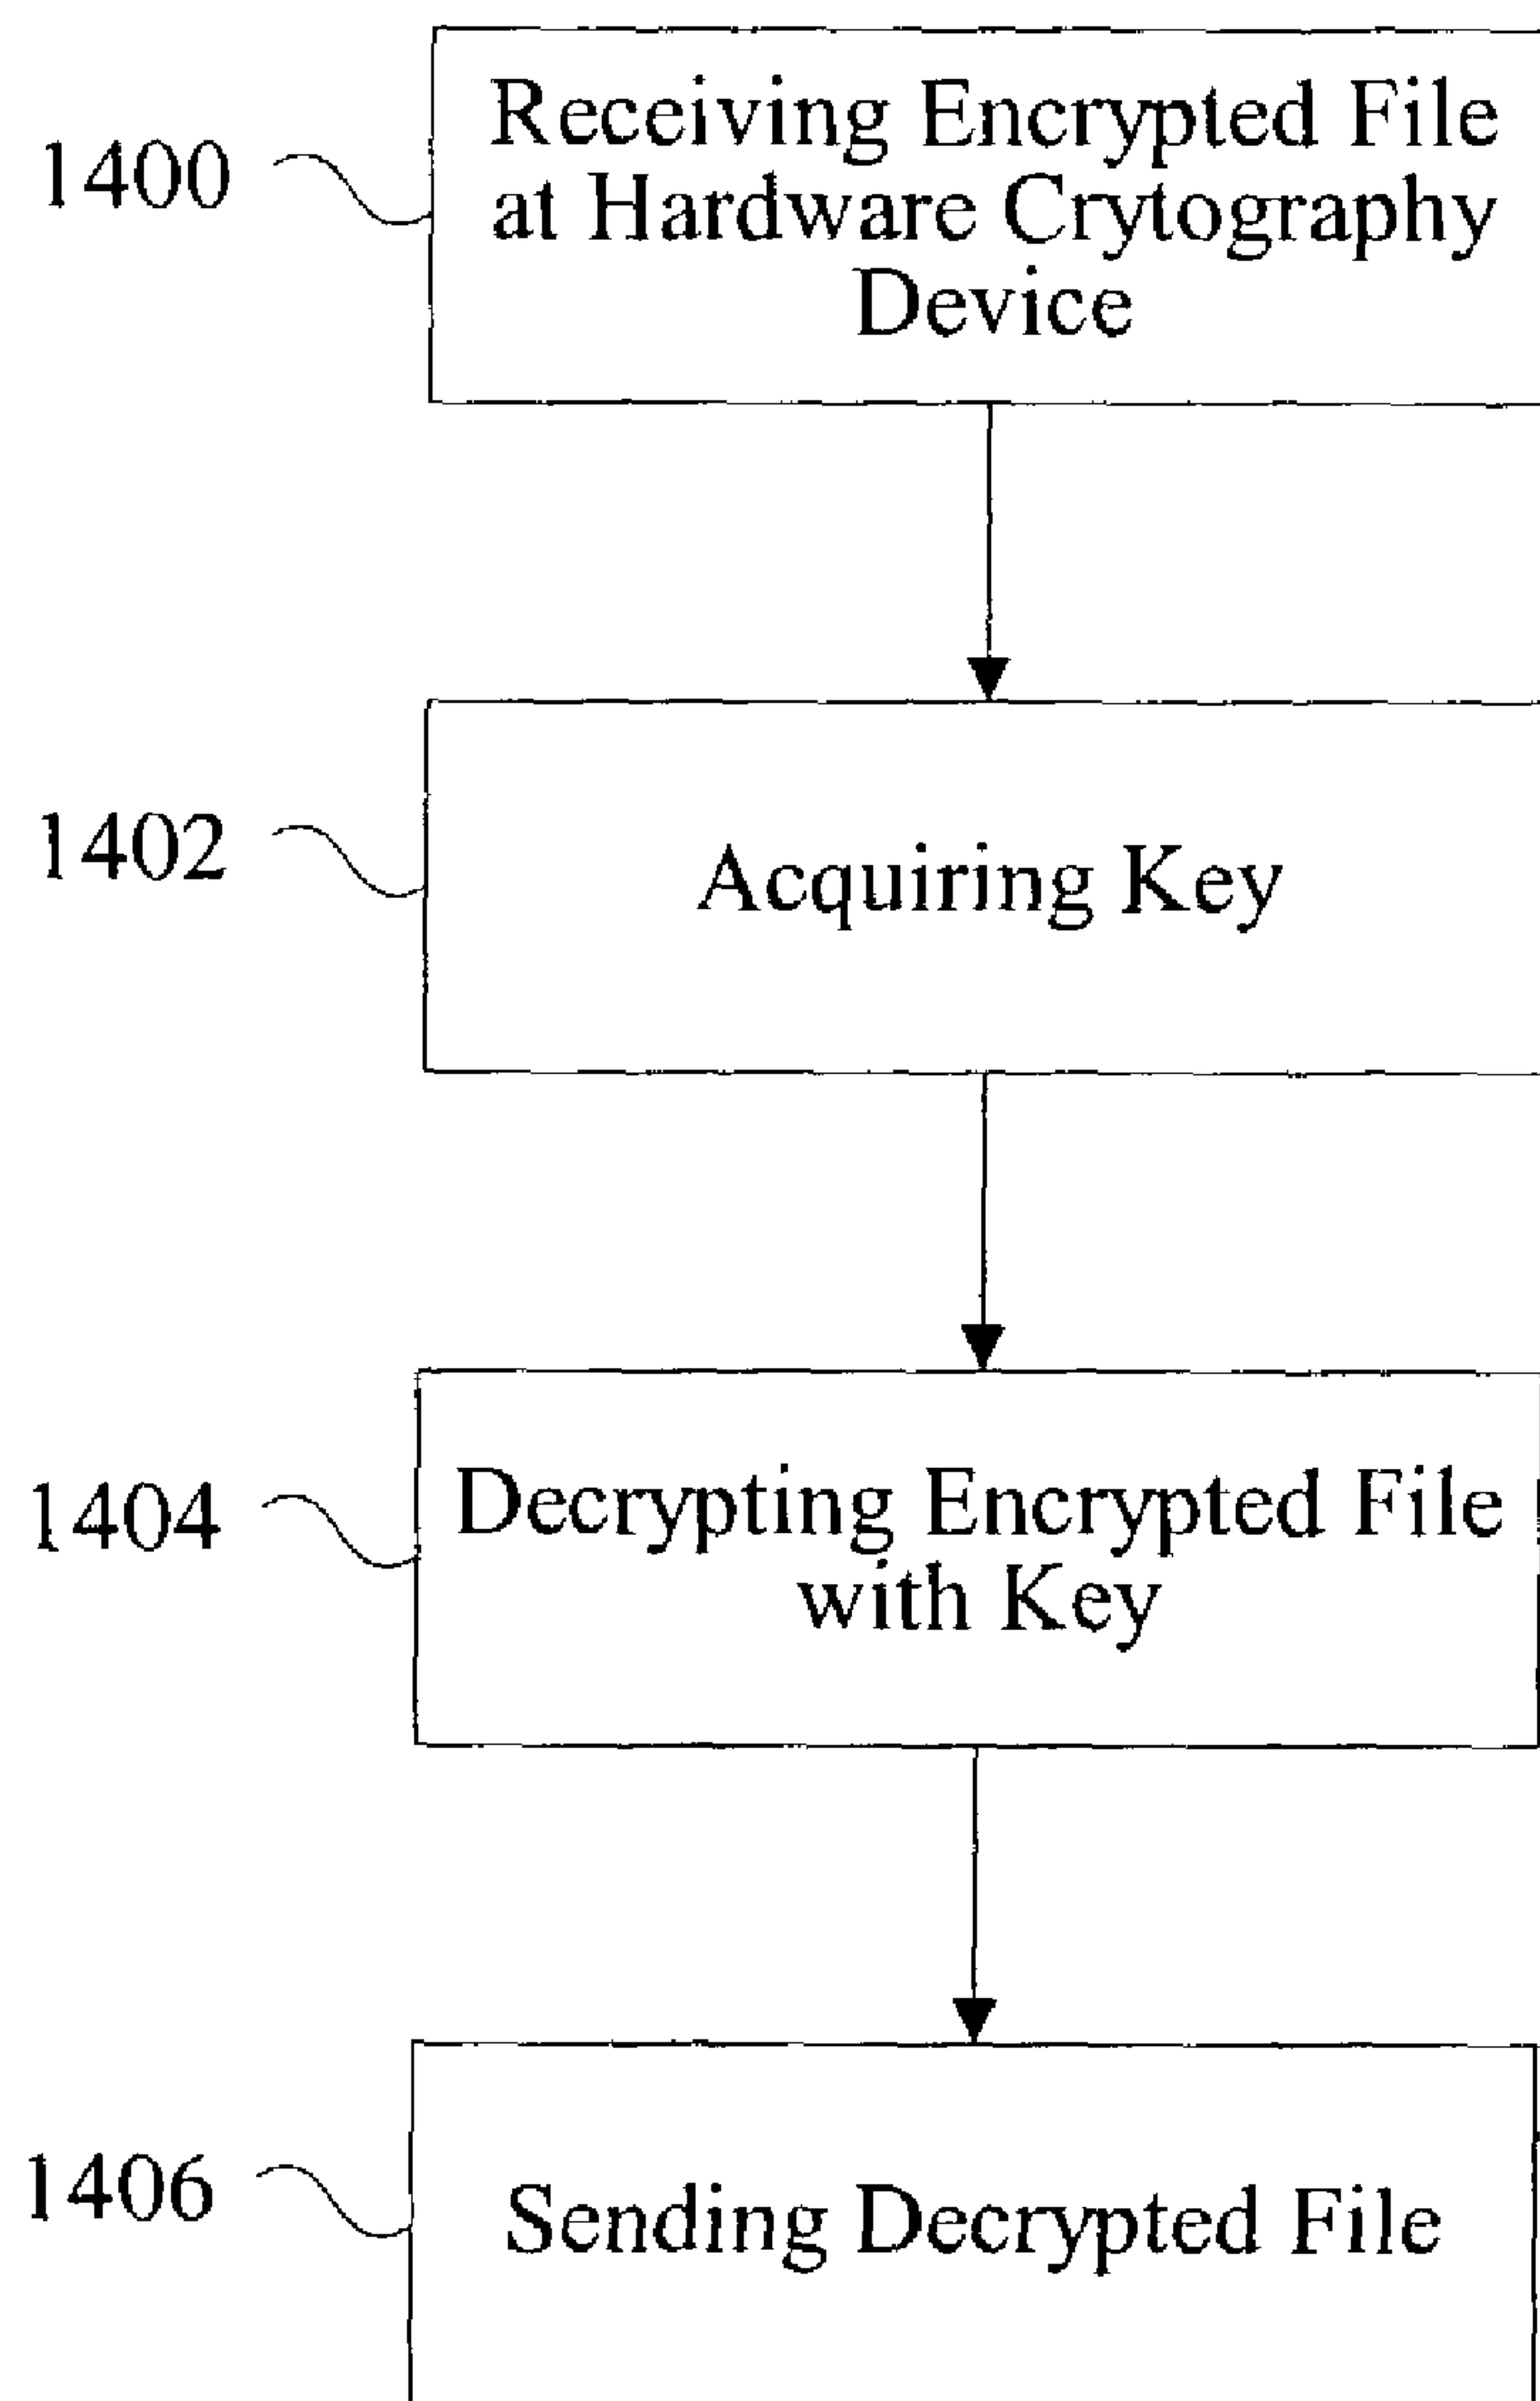 Receiving Encrypted File
1400
at Hardware Crytography
Device
1402
Acquiring Key
1404
Decrypting Encrypted File
with Key
1406
Sending Decrypted File